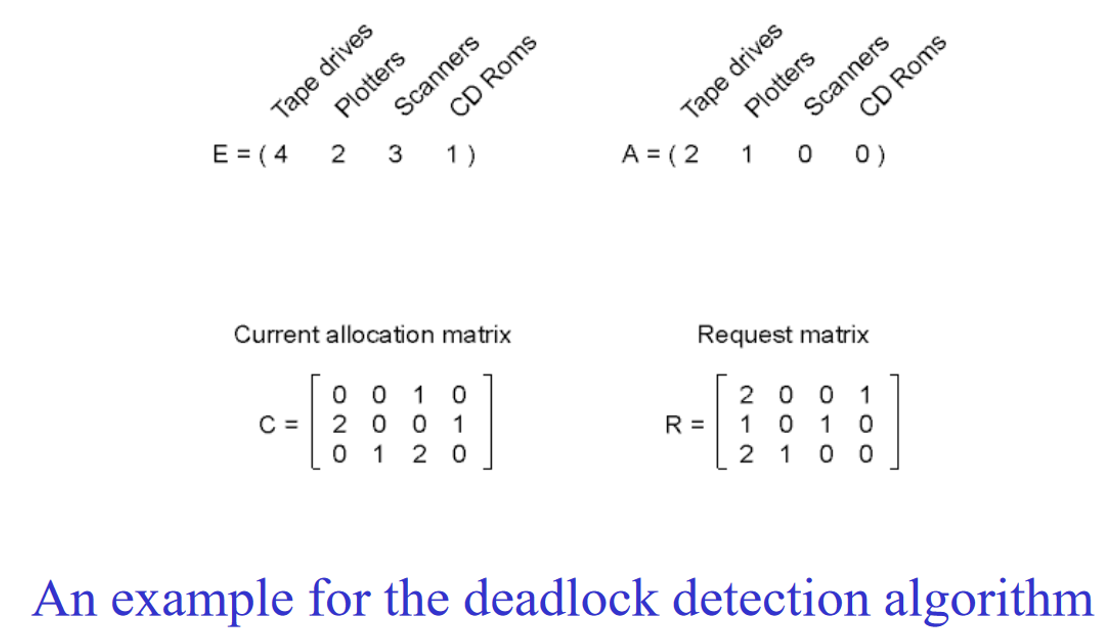 Tape drives Plotters Scanners CD Roms
E = ( 4 2 3 1 )
Tape drives Plotters Scanners CD Roms
A = ( 2 1 0 0 )
Current allocation matrix
C = [ 0 0 1 0
2 0 0 1
0 1 2 0 ]
Request matrix
R = [ 2 0 0 1
1 0 1 0
2 1 0 0 ]
An example for the deadlock detection algorithm